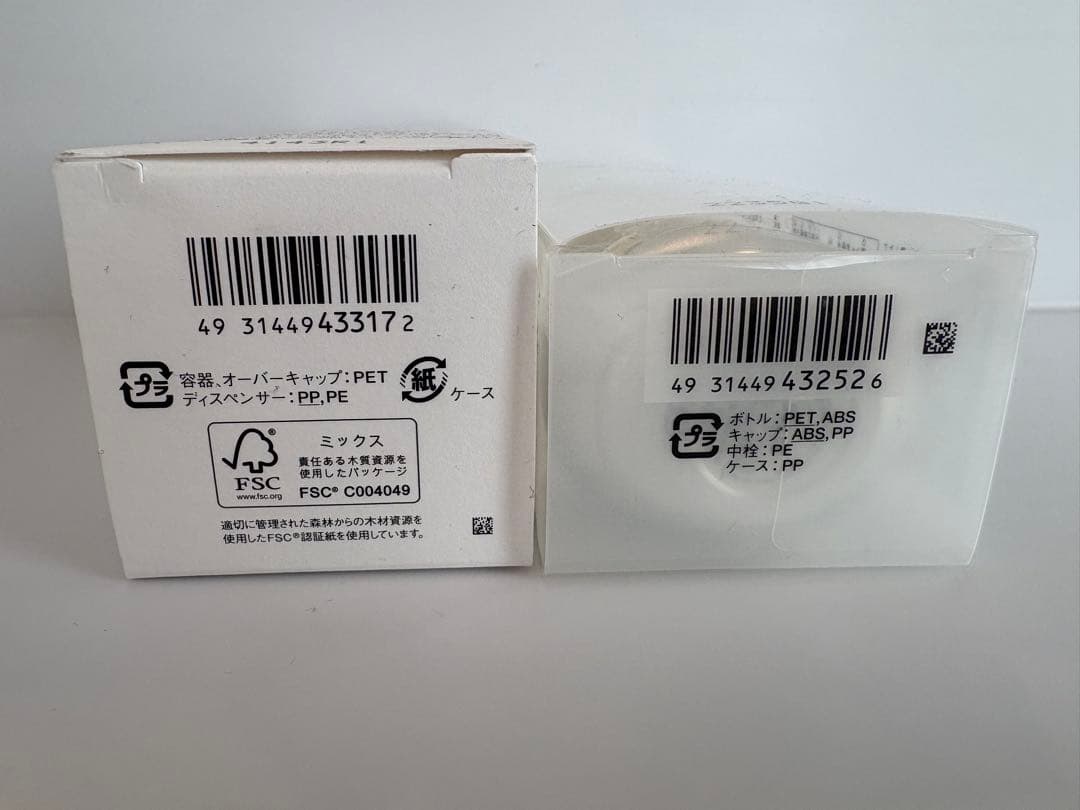 49 31449 43317 2
プラ
容器、オーバーキャップ:PET
ディスペンサー:PP,PE
紙
ケース
FSC®
www.fsc.org
ミックス
責任ある木質資源を
使用したパッケージ
FSC® C004049
適切に管理された森林からの木材資源を
使用したFSC®認証紙を使用しています。
49 31449 43252 6
プラ
ボトル:PET,ABS
キャップ:ABS,PP
中栓:PE
ケース:PP